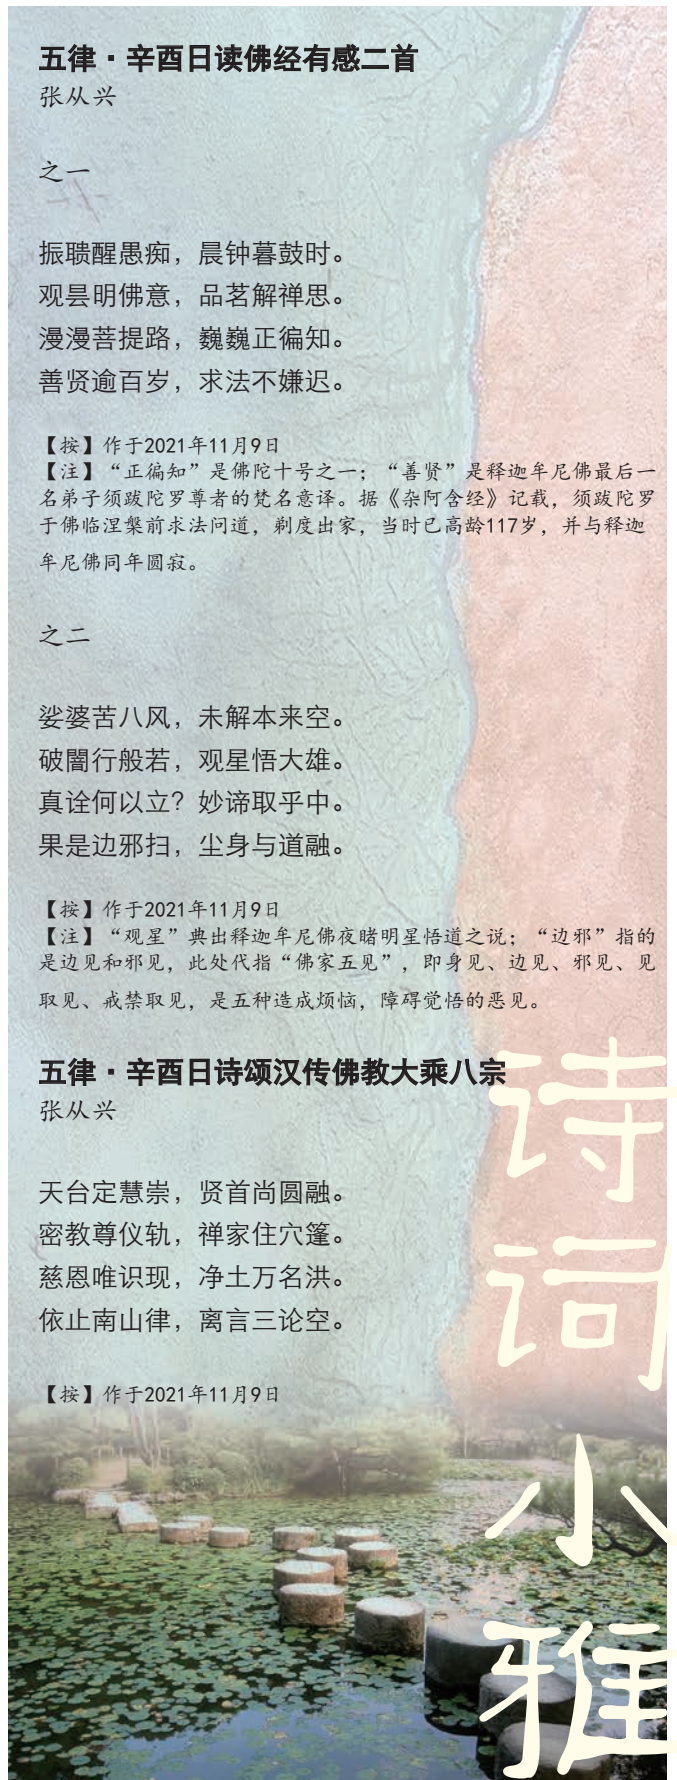 五律·辛酉日读佛经有感二首
张从兴
之一
振聩醒愚痴，晨钟暮鼓时。
观昙明佛意，品茗解禅思。
漫漫菩提路，巍巍正徧知。
善贤逾百岁，求法不嫌迟。
【按】作于2021年11月9日
【注】“正徧知”是佛陀十号之一；“善贤”是释迦牟尼佛最后一
名弟子须跋陀罗尊者的梵名意译。据《杂阿含经》记载，须跋陀罗
于佛临涅槃前求法问道，剃度出家，当时已高龄117岁，并与释迦
牟尼佛同年圆寂。
之二
娑婆苦八风，未解本来空。
破闇行般若，观星悟大雄。
真诠何以立？妙谛取乎中。
果是边邪扫，尘身与道融。
【按】作于2021年11月9日
【注】“观星”典出释迦牟尼佛夜睹明星悟道之说；“边邪”指的
是边见和邪见，此处代指“佛家五见”，即身见、边见、邪见、见
取见、戒禁取见，是五种造成烦恼，障碍觉悟的恶见。
五律·辛酉日诗颂汉传佛教大乘八宗
张从兴
天台定慧崇，贤首尚圆融。
密教尊仪轨，禅家住穴篷。
慈恩唯识现，净土万名洪。
依止南山律，离言三论空。
【按】作于2021年11月9日
诗词小雅